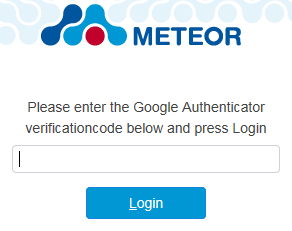 METEOR
Please enter the Google Authenticator
verificationcode below and press Login
Login